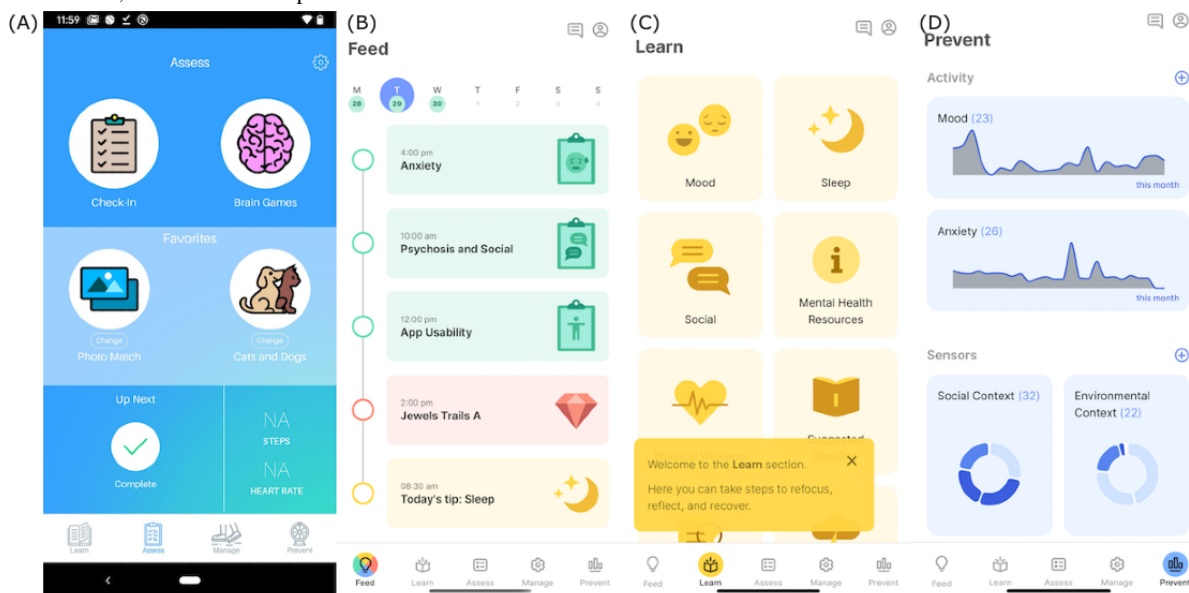 (A)
11:59
Assess
Check-In
Brain Games
Favorites
Change
Photo Match
Change
Cats and Dogs
Up Next
Complete
NA
STEPS
NA
HEART RATE
Learn
Assess
Manage
Prevent
(B)
Feed
M T W T F S S
28 29 30 1 2 3 4
4:00 pm
Anxiety
10:00 am
Psychosis and Social
12:00 pm
App Usability
2:00 pm
Jewels Trails A
08:30 am
Today's tip: Sleep
Feed
Learn
Assess
Manage
Prevent
(C)
Learn
Mood
Sleep
Social
Mental Health
Resources
Welcome to the Learn section.
Here you can take steps to refocus,
reflect, and recover.
Feed
Learn
Assess
Manage
Prevent
(D)
Prevent
Activity
Mood (23)
this month
Anxiety (26)
this month
Sensors
Social Context (32)
Environmental
Context (22)
Feed
Learn
Assess
Manage
Prevent